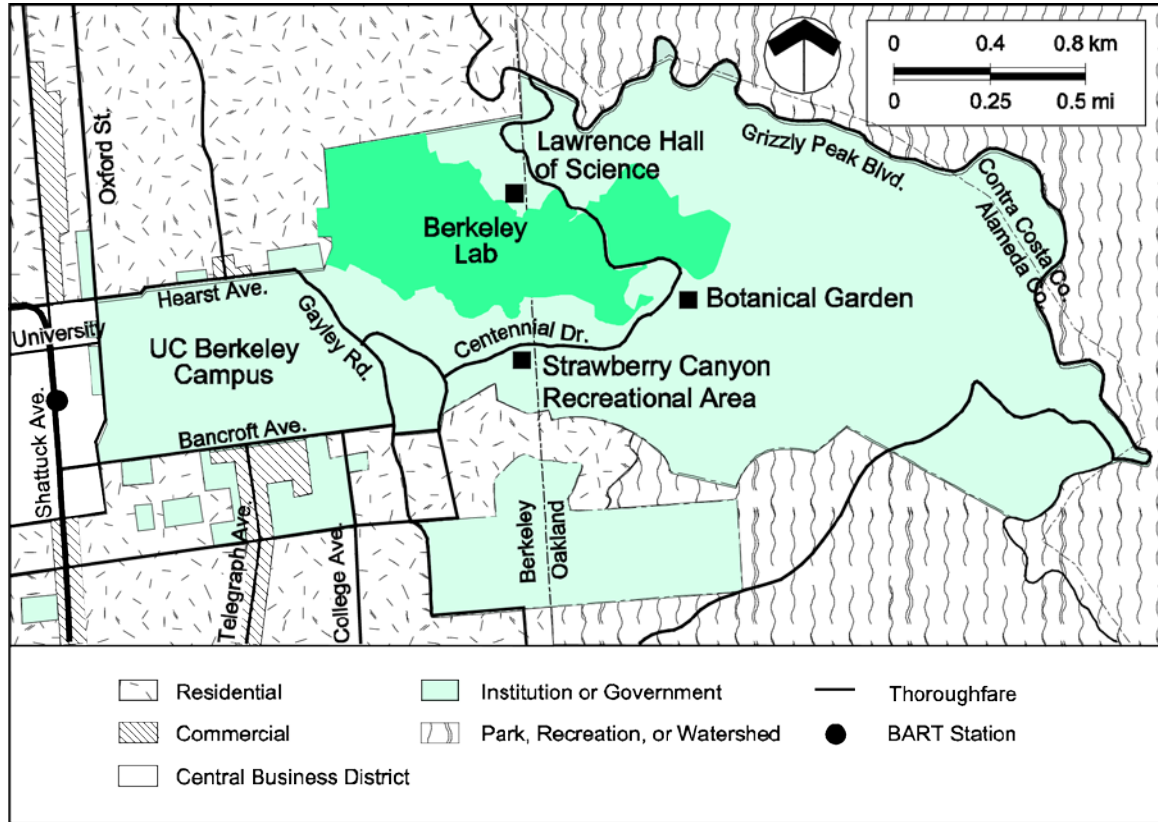 0 0.4 0.8 km
0 0.25 0.5 mi
Oxford St.
Lawrence Hall
of Science
Grizzly Peak Blvd.
Contra Costa Co.
Alameda Co.
Berkeley
Lab
Hearst Ave.
University
Gayley Rd.
Botanical Garden
UC Berkeley
Campus
Centennial Dr.
Strawberry Canyon
Recreational Area
Shattuck Ave.
Bancroft Ave.
Berkeley
Oakland
Telegraph Ave.
College Ave.
Residential
Institution or Government
Thoroughfare
Commercial
Park, Recreation, or Watershed
BART Station
Central Business District